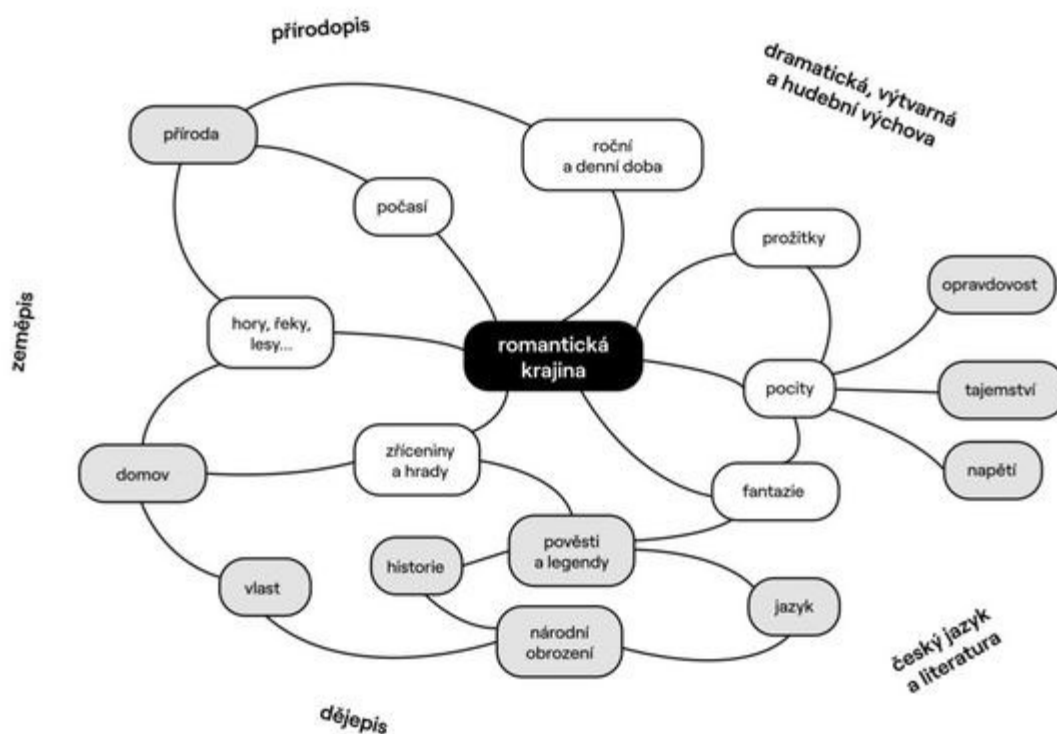 přírodopis
dramatická, výtvarná
a hudební výchova
příroda
roční
a denní doba
počasí
prožitky
opravdovost
zeměpis
hory, řeky,
lesy...
romantická
krajina
pocity
tajemství
zříceniny
a hrady
domov
napětí
fantazie
pověsti
a legendy
historie
vlast
jazyk
národní
obrození
český jazyk
a literatura
dějepis